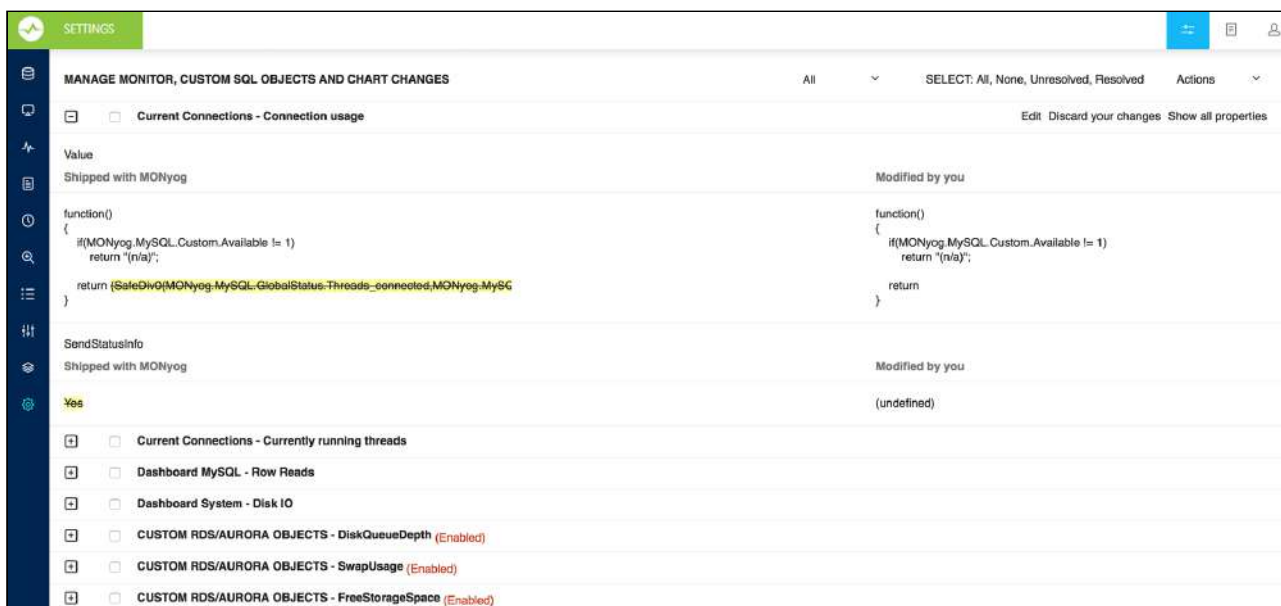 SETTINGS
MANAGE MONITOR, CUSTOM SQL OBJECTS AND CHART CHANGES All SELECT: All, None, Unresolved, Resolved Actions
Current Connections - Connection usage Edit Discard your changes Show all properties
Value
Shipped with MONyog Modified by you
function() function()
{ {
if(MONyog.MySQL.Custom.Available != 1) if(MONyog.MySQL.Custom.Available != 1)
return "(n/a)"; return "(n/a)";
return (SafeDiv0(MONyog.MySQL.GlobalStatus.Threads_connected,MONyog.MySQ return
} }
SendStatusInfo
Shipped with MONyog Modified by you
Yes (undefined)
Current Connections - Currently running threads
Dashboard MySQL - Row Reads
Dashboard System - Disk IO
CUSTOM RDS/AURORA OBJECTS - DiskQueueDepth (Enabled)
CUSTOM RDS/AURORA OBJECTS - SwapUsage (Enabled)
CUSTOM RDS/AURORA OBJECTS - FreeStorageSpace (Enabled)